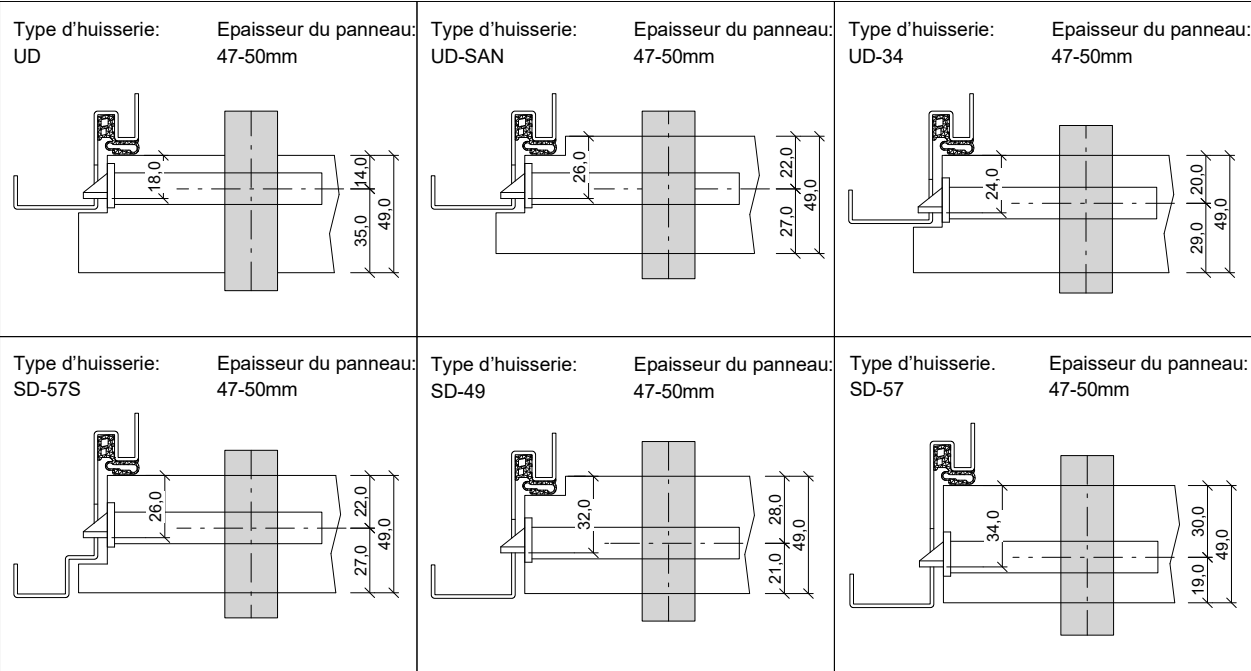 Type d'huisserie: Epaisseur du panneau:
UD 47-50mm
18,0
14,0
35,0
49,0
Type d'huisserie: Epaisseur du panneau:
UD-SAN 47-50mm
26,0
22,0
27,0
49,0
Type d'huisserie: Epaisseur du panneau:
UD-34 47-50mm
24,0
20,0
29,0
49,0
Type d'huisserie: Epaisseur du panneau:
SD-57S 47-50mm
26,0
22,0
27,0
49,0
Type d'huisserie: Epaisseur du panneau:
SD-49 47-50mm
32,0
28,0
21,0
49,0
Type d'huisserie. Epaisseur du panneau:
SD-57 47-50mm
34,0
30,0
19,0
49,0